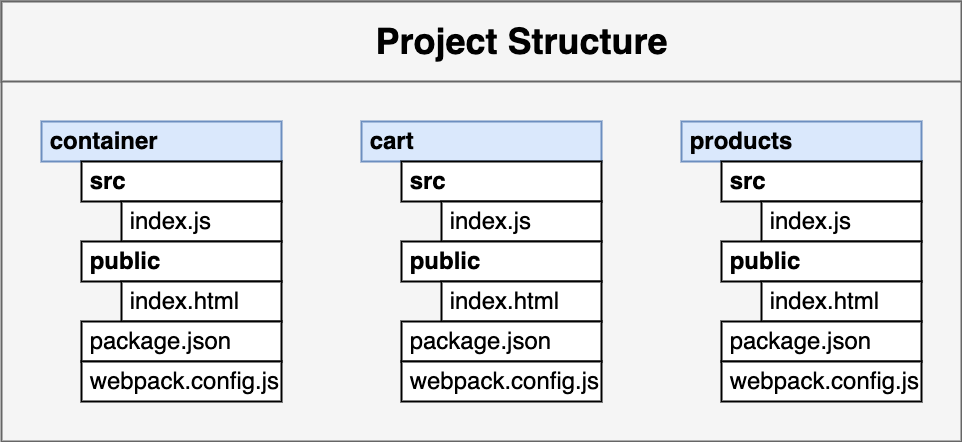 Project Structure
container
src
index.js
public
index.html
package.json
webpack.config.js
cart
src
index.js
public
index.html
package.json
webpack.config.js
products
src
index.js
public
index.html
package.json
webpack.config.js